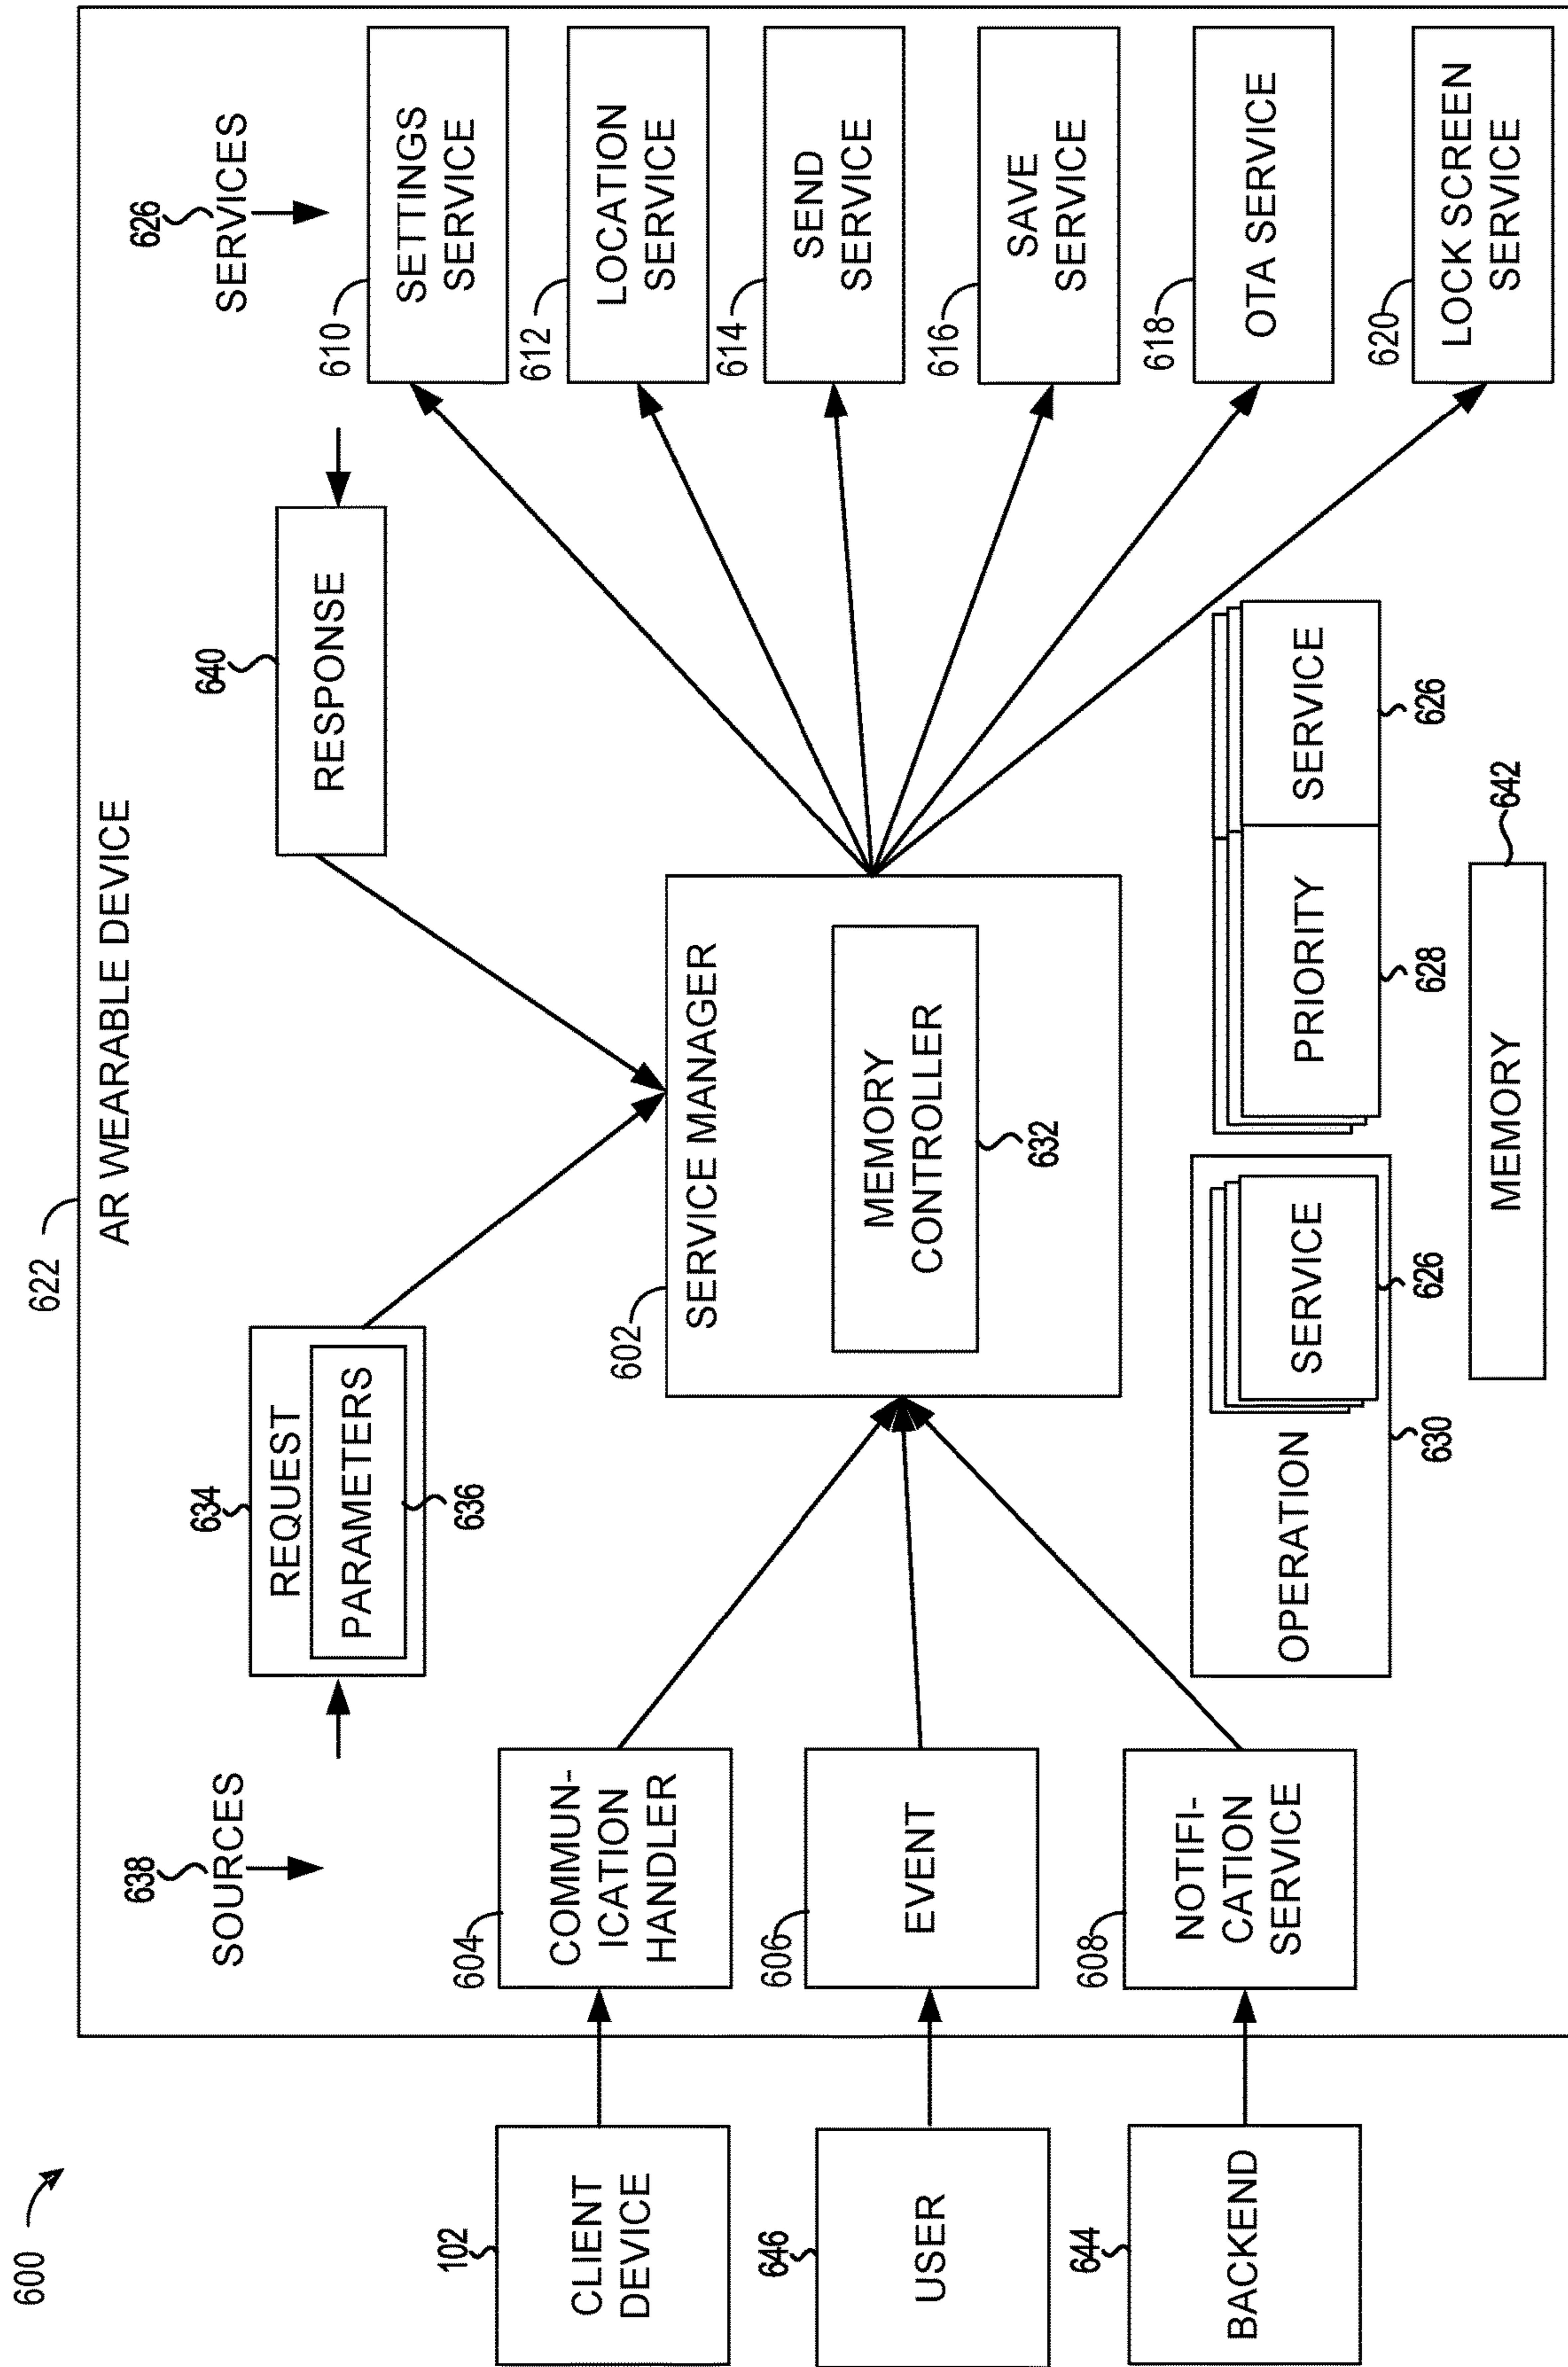 600
622
AR WEARABLE DEVICE
638
SOURCES
634
REQUEST
PARAMETERS
636
640
RESPONSE
626
SERVICES
102
CLIENT
DEVICE
646
USER
644
BACKEND
604
COMMUN-
ICATION
HANDLER
606
EVENT
608
NOTIFI-
CATION
SERVICE
602
SERVICE MANAGER
MEMORY
CONTROLLER
632
610
SETTINGS
SERVICE
612
LOCATION
SERVICE
614
SEND
SERVICE
616
SAVE
SERVICE
618
OTA SERVICE
620
LOCK SCREEN
SERVICE
OPERATION
SERVICE
630
626
PRIORITY
SERVICE
628
626
MEMORY
642